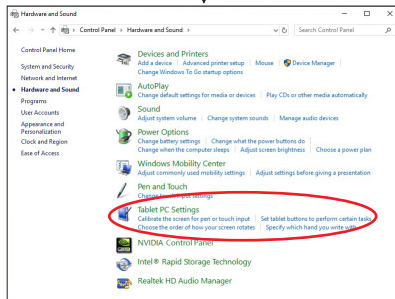 Hardware and Sound
Control Panel > Hardware and Sound >
Search Control Panel
Control Panel Home
System and Security
Network and Internet
Hardware and Sound
Programs
User Accounts
Appearance and
Personalization
Clock and Region
Ease of Access
Devices and Printers
Add a device | Advanced printer setup | Mouse | Device Manager |
Change Windows To Go startup options
AutoPlay
Change default settings for media or devices | Play CDs or other media automatically
Sound
Adjust system volume | Change system sounds | Manage audio devices
Power Options
Change battery settings | Change what the power buttons do |
Change when the computer sleeps | Adjust screen brightness | Choose a power plan
Windows Mobility Center
Adjust commonly used mobility settings | Adjust settings before giving a presentation
Pen and Touch
Change touch input settings
Tablet PC Settings
Calibrate the screen for pen or touch input | Set tablet buttons to perform certain tasks
Choose the order of how your screen rotates | Specify which hand you write with
NVIDIA Control Panel
Intel® Rapid Storage Technology
Realtek HD Audio Manager